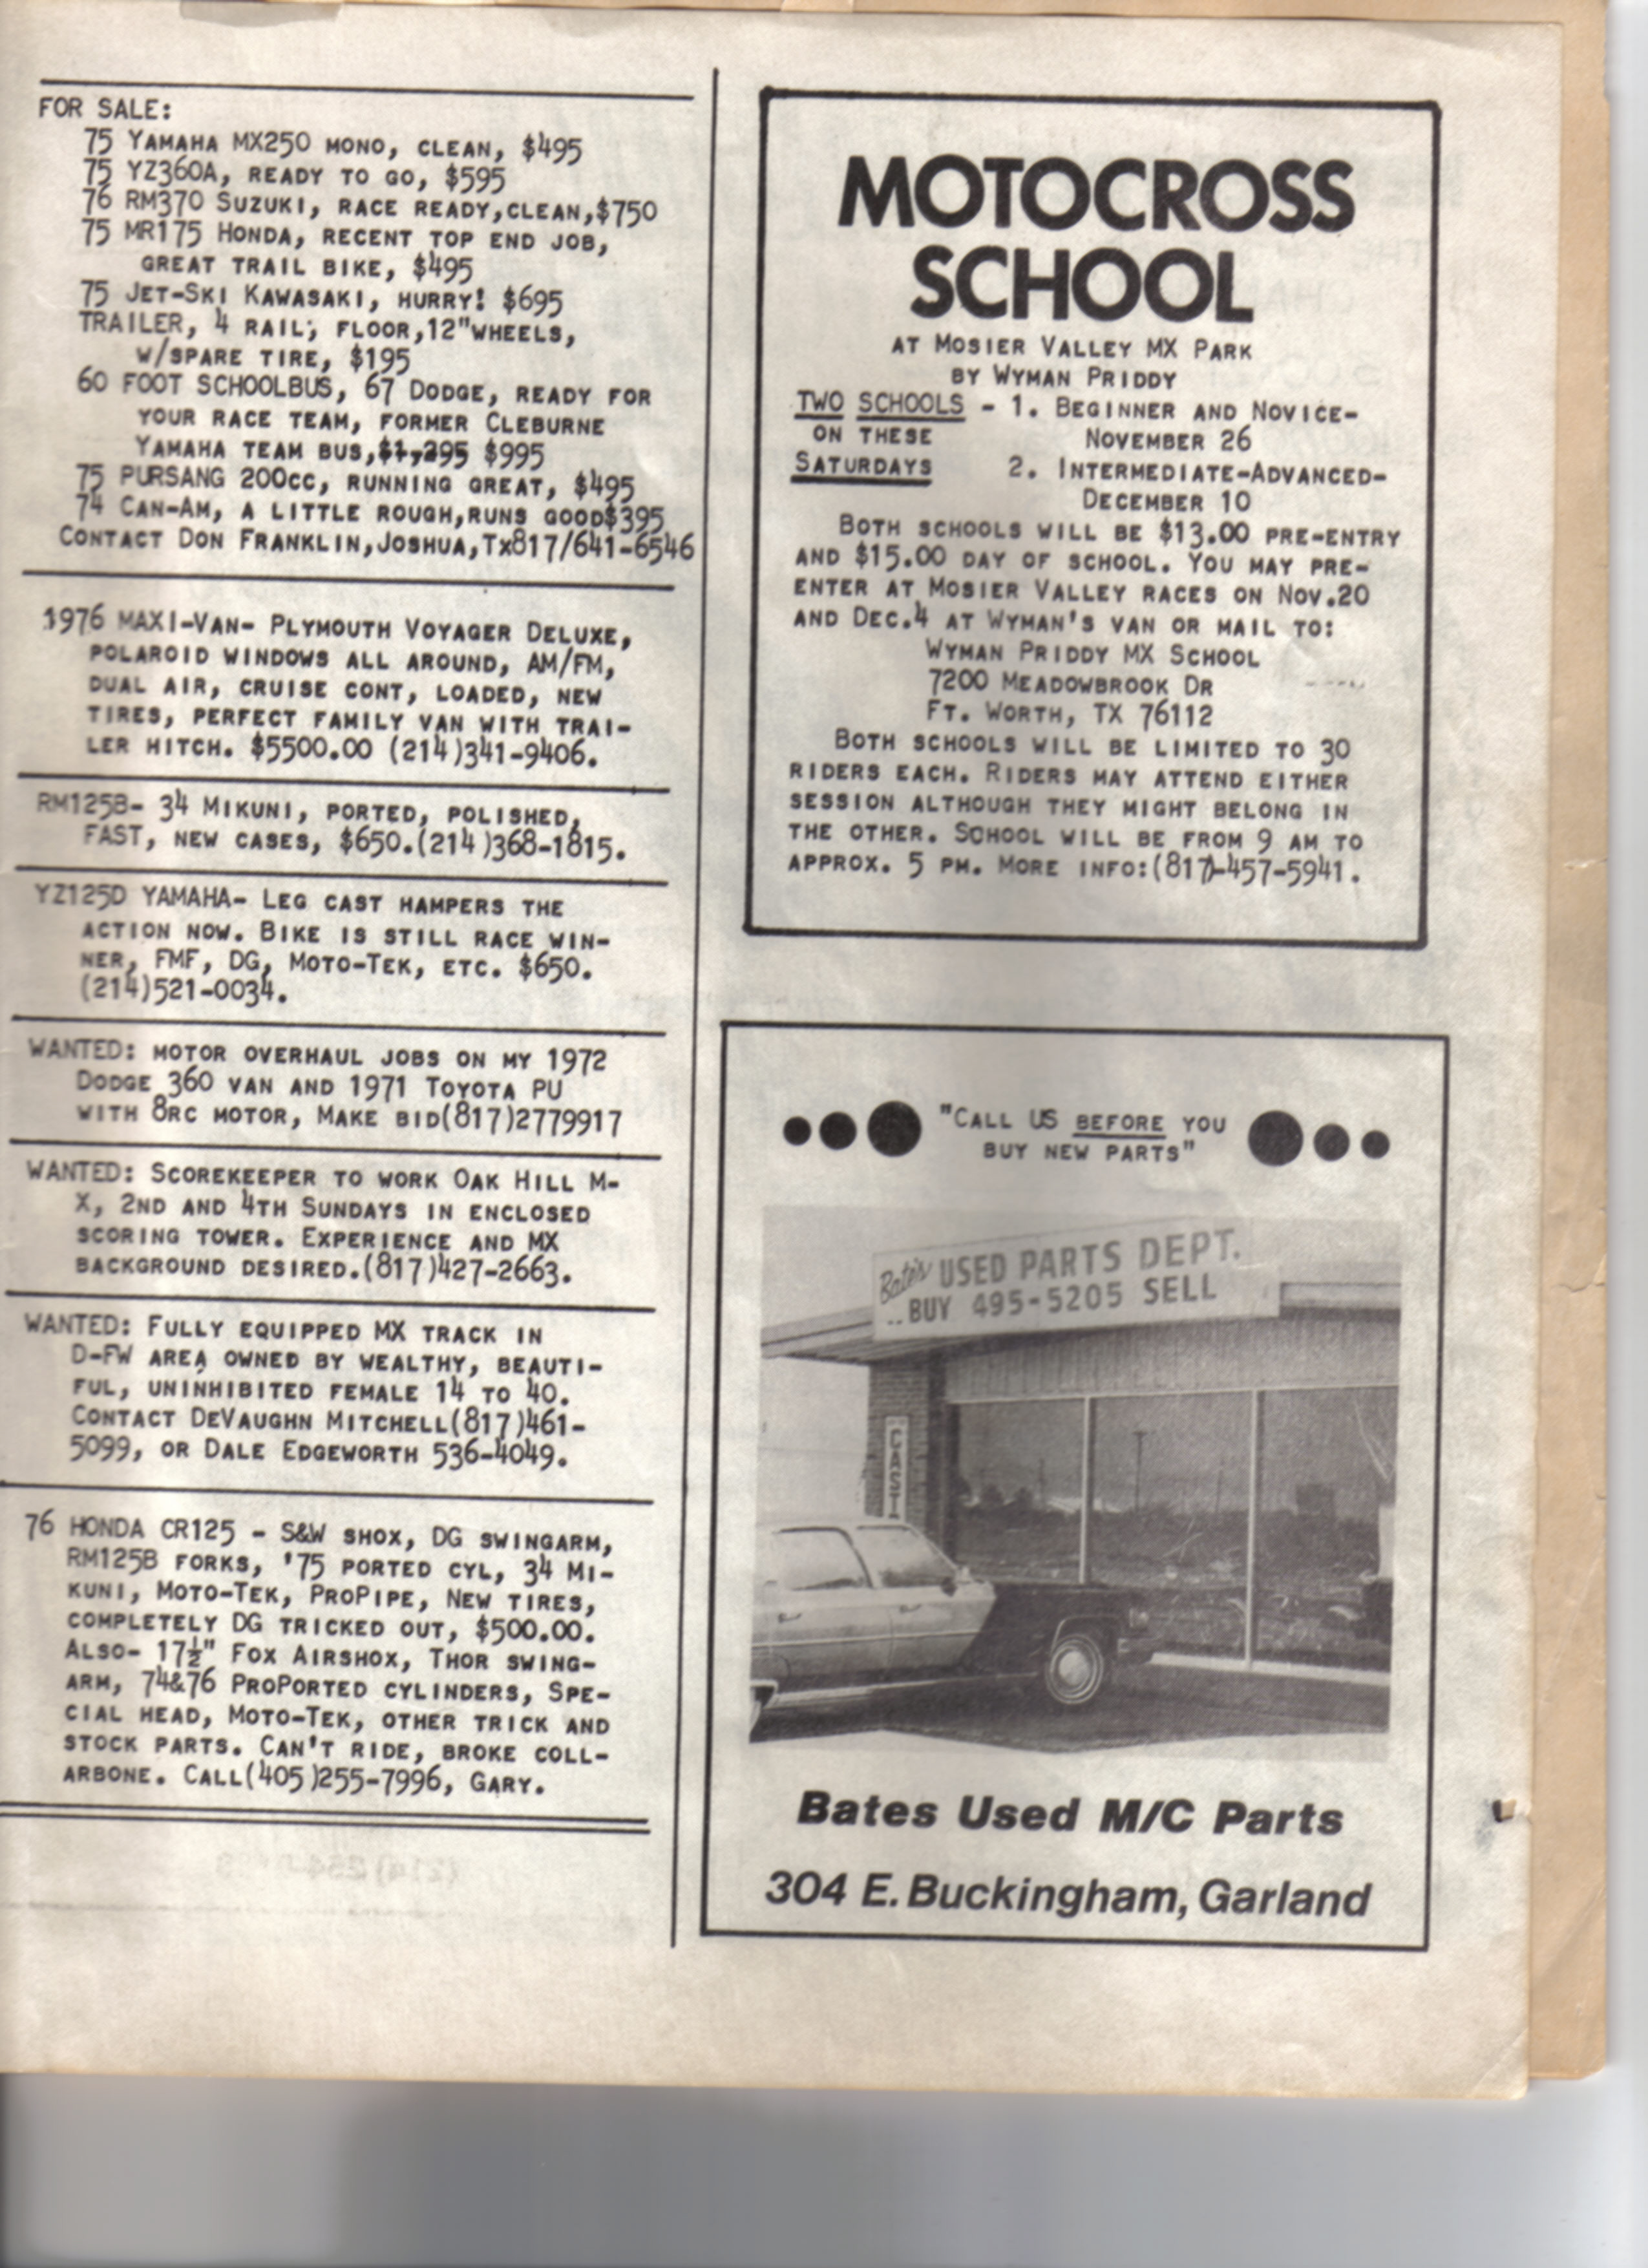 FOR SALE:
75 YAMAHA MX250 MONO, CLEAN, $495
75 YZ360A, READY TO GO, $595
76 RM370 SUZUKI, RACE READY,CLEAN,$750
75 MR175 HONDA, RECENT TOP END JOB,
GREAT TRAIL BIKE, $495
75 JET-SKI KAWASAKI, HURRY! $695
TRAILER, 4 RAIL; FLOOR,12"WHEELS,
W/SPARE TIRE, $195
60 FOOT SCHOOLBUS, 67 DODGE, READY FOR
YOUR RACE TEAM, FORMER CLEBURNE
YAMAHA TEAM BUS,$1,295 $995
75 PURSANG 200CC, RUNNING GREAT, $495
74 CAN-AM, A LITTLE ROUGH,RUNS GOOD$395
CONTACT DON FRANKLIN,JOSHUA,TX817/641-6546
1976 MAXI-VAN- PLYMOUTH VOYAGER DELUXE,
POLAROID WINDOWS ALL AROUND, AM/FM,
DUAL AIR, CRUISE CONT, LOADED, NEW
TIRES, PERFECT FAMILY VAN WITH TRAI-
LER HITCH. $5500.00 (214)341-9406.
RM125B- 34 MIKUNI, PORTED, POLISHED,
FAST, NEW CASES, $650.(214)368-1815.
YZ125D YAMAHA- LEG CAST HAMPERS THE
ACTION NOW. BIKE IS STILL RACE WIN-
NER, FMF, DG, MOTO-TEK, ETC. $650.
(214)521-0034.
WANTED: MOTOR OVERHAUL JOBS ON MY 1972
DODGE 360 VAN AND 1971 TOYOTA PU
WITH 8RC MOTOR, MAKE BID(817)2779917
WANTED: SCOREKEEPER TO WORK OAK HILL M-
X, 2ND AND 4TH SUNDAYS IN ENCLOSED
SCORING TOWER. EXPERIENCE AND MX
BACKGROUND DESIRED.(817)427-2663.
WANTED: FULLY EQUIPPED MX TRACK IN
D-FW AREA OWNED BY WEALTHY, BEAUTI-
FUL, UNINHIBITED FEMALE 14 TO 40.
CONTACT DEVAUGHN MITCHELL(817)461-
5099, OR DALE EDGEWORTH 536-4049.
76 HONDA CR125 - S&W SHOX, DG SWINGARM,
RM125B FORKS, '75 PORTED CYL, 34 MI-
KUNI, MOTO-TEK, PROPIPE, NEW TIRES,
COMPLETELY DG TRICKED OUT, $500.00.
ALSO- 17½" FOX AIRSHOX, THOR SWING-
ARM, 74&76 PROPORTED CYLINDERS, SPE-
CIAL HEAD, MOTO-TEK, OTHER TRICK AND
STOCK PARTS. CAN'T RIDE, BROKE COLL-
ARBONE. CALL(405)255-7996, GARY.
MOTOCROSS
SCHOOL
AT MOSIER VALLEY MX PARK
BY WYMAN PRIDDY
TWO SCHOOLS - 1. BEGINNER AND NOVICE-
ON THESE NOVEMBER 26
SATURDAYS 2. INTERMEDIATE-ADVANCED-
DECEMBER 10
BOTH SCHOOLS WILL BE $13.00 PRE-ENTRY
AND $15.00 DAY OF SCHOOL. YOU MAY PRE-
ENTER AT MOSIER VALLEY RACES ON NOV.20
AND DEC.4 AT WYMAN'S VAN OR MAIL TO:
WYMAN PRIDDY MX SCHOOL
7200 MEADOWBROOK DR
FT. WORTH, TX 76112
BOTH SCHOOLS WILL BE LIMITED TO 30
RIDERS EACH. RIDERS MAY ATTEND EITHER
SESSION ALTHOUGH THEY MIGHT BELONG IN
THE OTHER. SCHOOL WILL BE FROM 9 AM TO
APPROX. 5 PM. MORE INFO:(817)-457-5941.
"CALL US BEFORE YOU
BUY NEW PARTS"
Bate's USED PARTS DEPT.
..BUY 495-5205 SELL
Bates Used M/C Parts
304 E. Buckingham, Garland